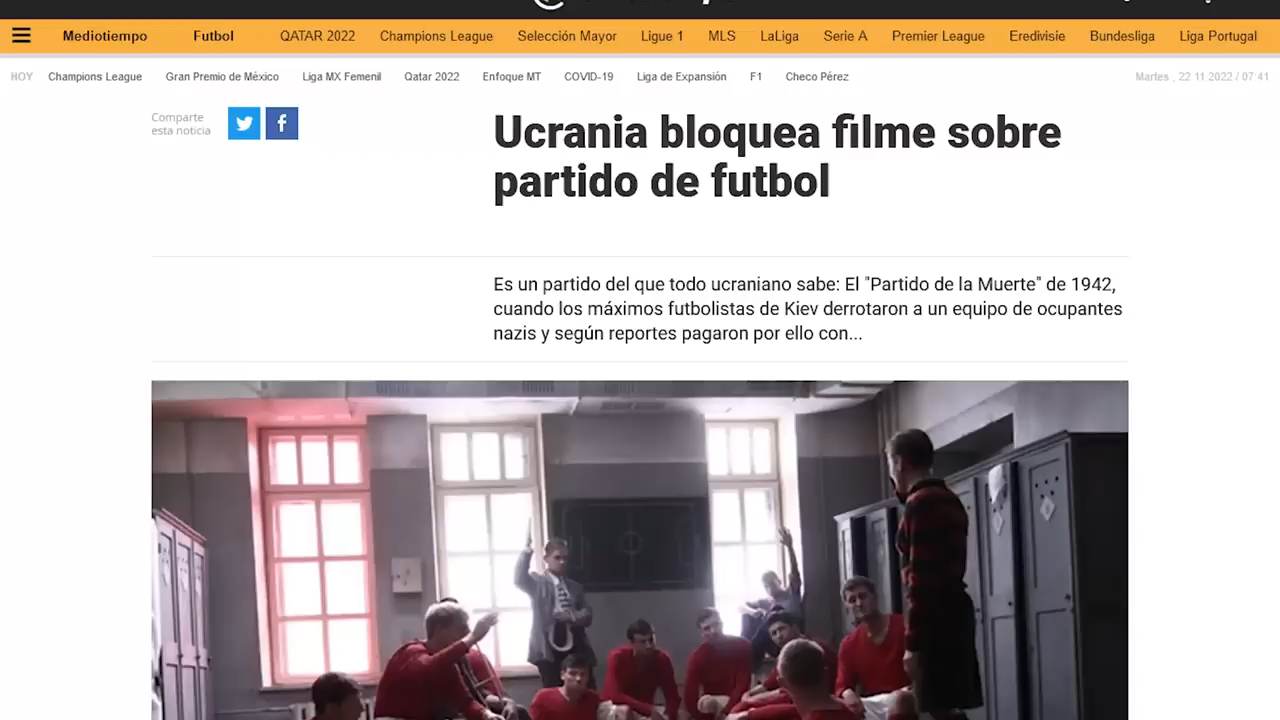 Mediotiempo Futbol QATAR 2022 Champions League Selección Mayor Ligue 1 MLS LaLiga Serie A Premier League Eredivisie Bundesliga Liga Portugal
HOY Champions League Gran Premio de México Liga MX Femenil Qatar 2022 Enfoque MT COVID-19 Liga de Expansión F1 Checo Pérez Martes , 22 11 2022 / 07:41
Comparte
esta noticia
Ucrania bloquea filme sobre
partido de futbol
Es un partido del que todo ucraniano sabe: El "Partido de la Muerte" de 1942,
cuando los máximos futbolistas de Kiev derrotaron a un equipo de ocupantes
nazis y según reportes pagaron por ello con...